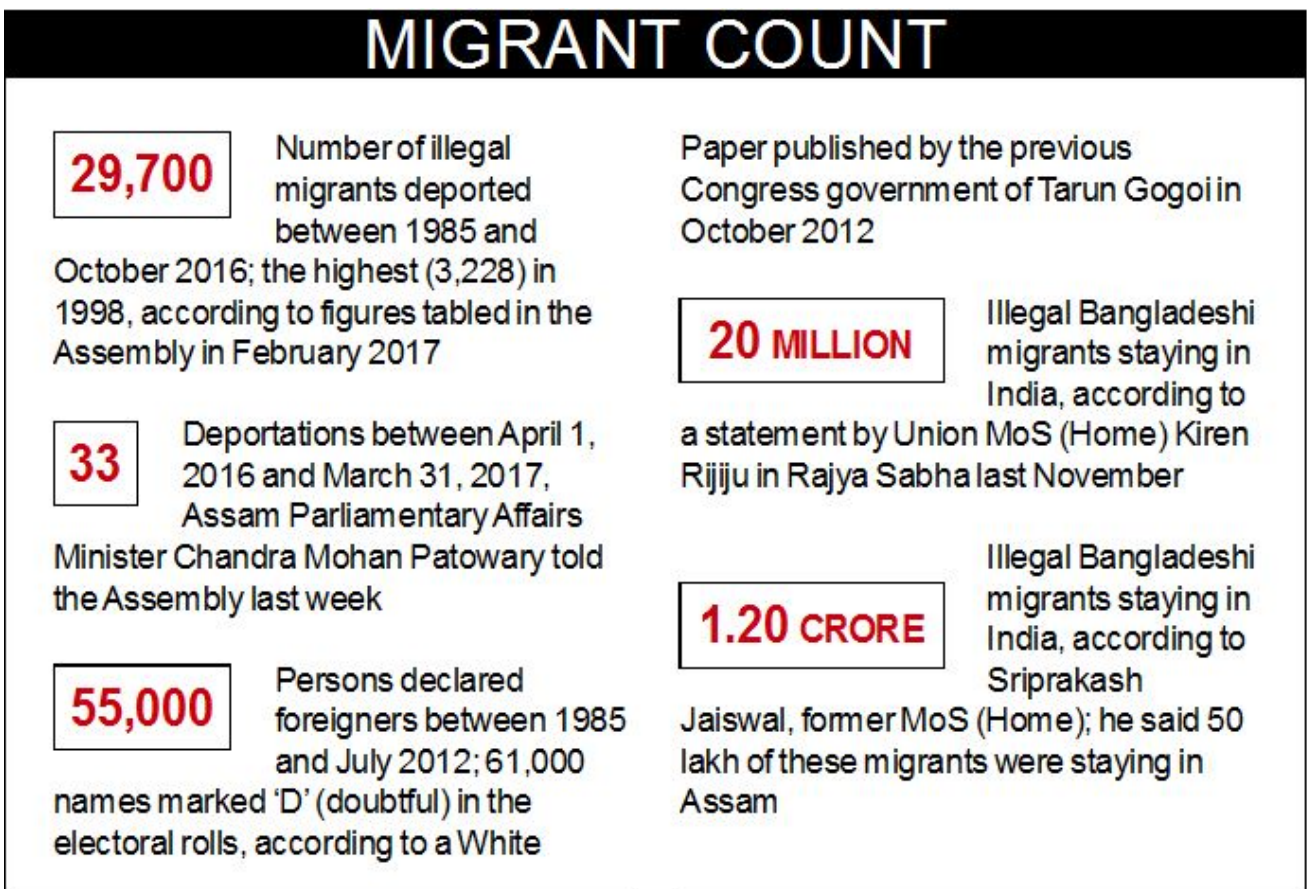 MIGRANT COUNT
29,700
Number of illegal
migrants deported
between 1985 and
October 2016; the highest (3,228) in
1998, according to figures tabled in the
Assembly in February 2017
33
Deportations between April 1,
2016 and March 31, 2017,
Assam Parliamentary Affairs
Minister Chandra Mohan Patowary told
the Assembly last week
55,000
Persons declared
foreigners between 1985
and July 2012; 61,000
names marked ‘D’ (doubtful) in the
electoral rolls, according to a White
Paper published by the previous
Congress government of Tarun Gogoi in
October 2012
20 MILLION
Illegal Bangladeshi
migrants staying in
India, according to
a statement by Union MoS (Home) Kiren
Rijiju in Rajya Sabha last November
1.20 CRORE
Illegal Bangladeshi
migrants staying in
India, according to
Sriprakash
Jaiswal, former MoS (Home); he said 50
lakh of these migrants were staying in
Assam